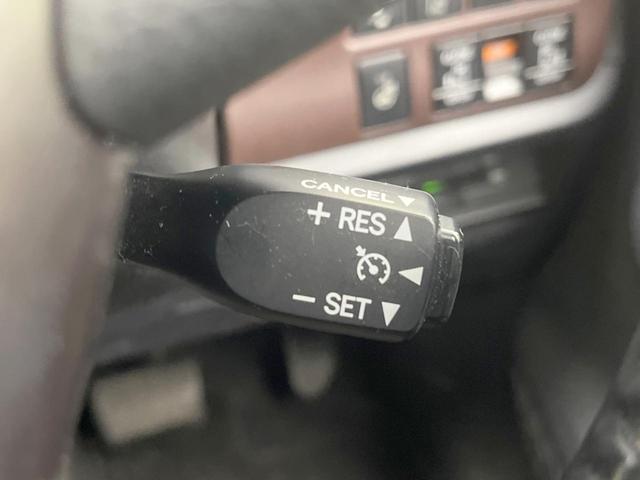 CANCEL ▼
+ RES ▲
◀
− SET ▼